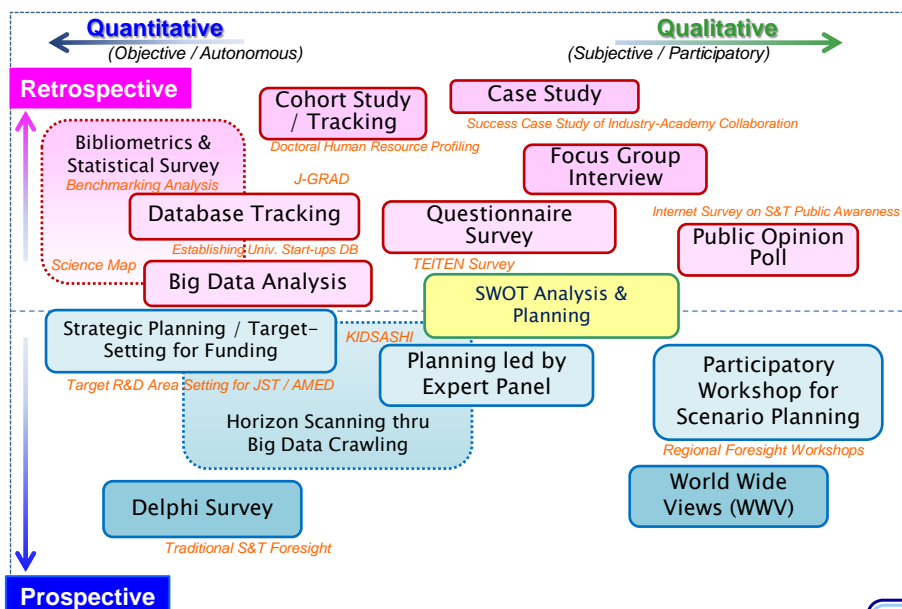 Quantitative
(Objective / Autonomous)
Qualitative
(Subjective / Participatory)
Retrospective
Cohort Study
/ Tracking
Doctoral Human Resource Profiling
Case Study
Success Case Study of Industry-Academy Collaboration
Bibliometrics &
Statistical Survey
Benchmarking Analysis
J-GRAD
Focus Group
Interview
Database Tracking
Establishing Univ. Start-ups DB
Questionnaire
Survey
TEITEN Survey
Internet Survey on S&T Public Awareness
Public Opinion
Poll
Science Map
Big Data Analysis
SWOT Analysis &
Planning
Strategic Planning / Target-
Setting for Funding
Target R&D Area Setting for JST / AMED
KIDSASHI
Planning led by
Expert Panel
Horizon Scanning thru
Big Data Crawling
Participatory
Workshop for
Scenario Planning
Regional Foresight Workshops
Delphi Survey
Traditional S&T Foresight
World Wide
Views (WWV)
Prospective